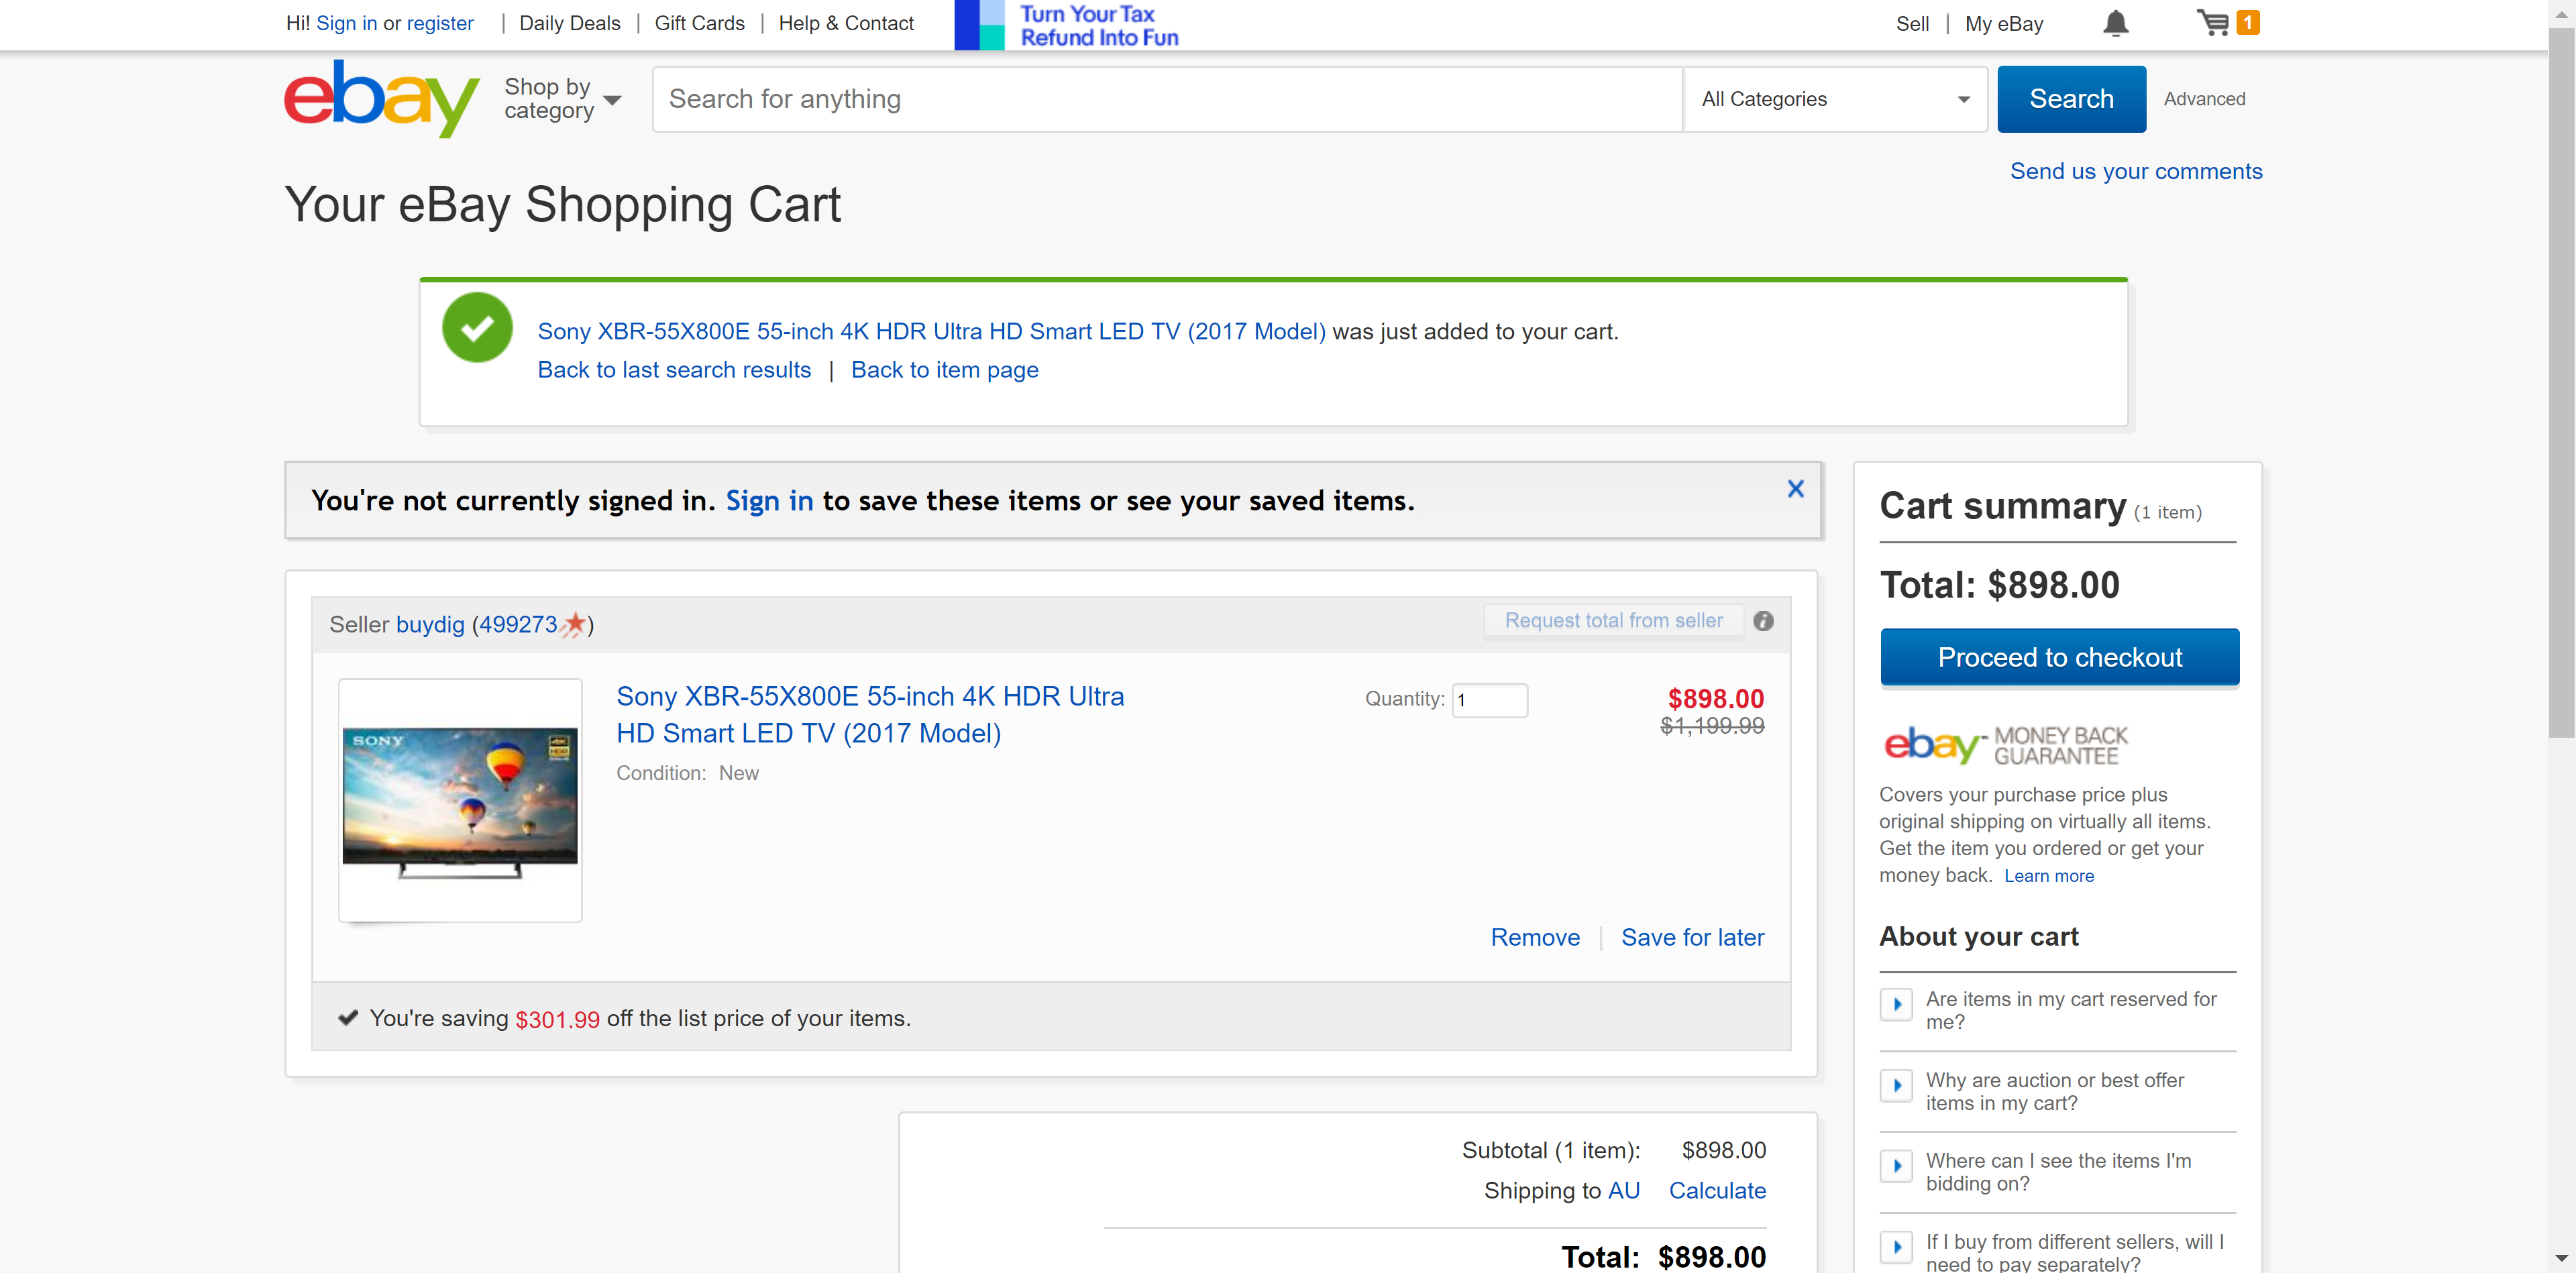 Hi! Sign in or register | Daily Deals | Gift Cards | Help & Contact
Turn Your Tax
Refund Into Fun
Sell | My eBay
1
ebay
Shop by
category
Search for anything
All Categories
Search
Advanced
Send us your comments
Your eBay Shopping Cart
Sony XBR-55X800E 55-inch 4K HDR Ultra HD Smart LED TV (2017 Model) was just added to your cart.
Back to last search results | Back to item page
You're not currently signed in. Sign in to save these items or see your saved items.
X
Seller buydig (499273)
Request total from seller
SONY
Sony XBR-55X800E 55-inch 4K HDR Ultra
HD Smart LED TV (2017 Model)
Condition: New
Quantity: 1
$898.00
$1,199.99
Remove | Save for later
You're saving $301.99 off the list price of your items.
Subtotal (1 item): $898.00
Shipping to AU Calculate
Total: $898.00
Cart summary (1 item)
Total: $898.00
Proceed to checkout
ebay MONEY BACK
GUARANTEE
Covers your purchase price plus
original shipping on virtually all items.
Get the item you ordered or get your
money back. Learn more
About your cart
Are items in my cart reserved for
me?
Why are auction or best offer
items in my cart?
Where can I see the items I'm
bidding on?
If I buy from different sellers, will I
need to pay separately?